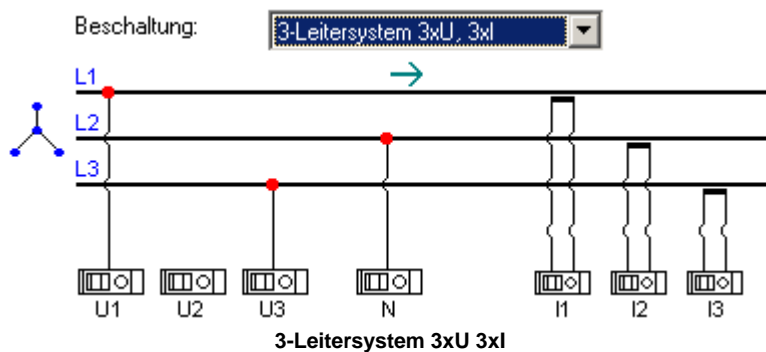 Beschaltung: 3-Leitersystem 3xU, 3xI
L1
L2
L3
U1 U2 U3 N I1 I2 I3
3-Leitersystem 3xU 3xI